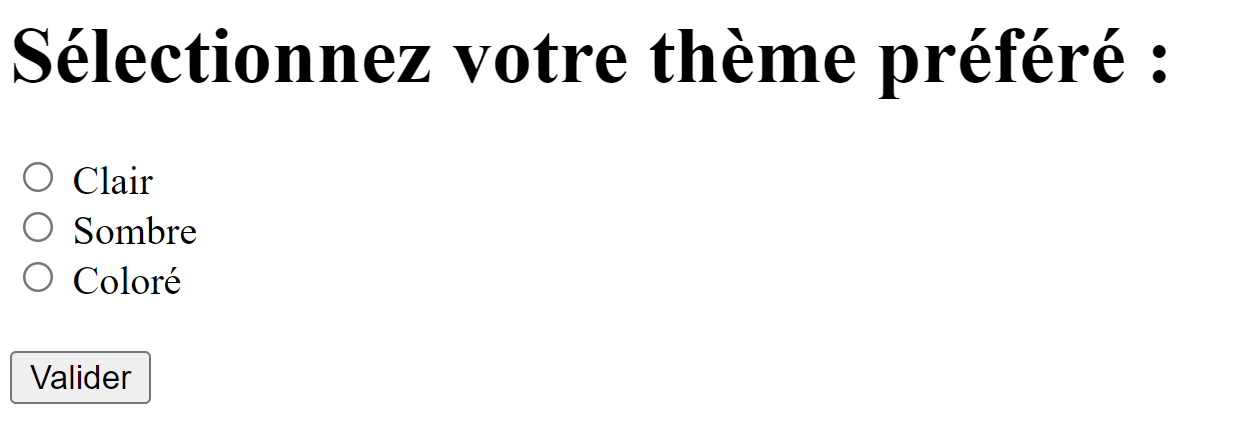 Sélectionnez votre thème préféré :
Clair
Sombre
Coloré
Valider